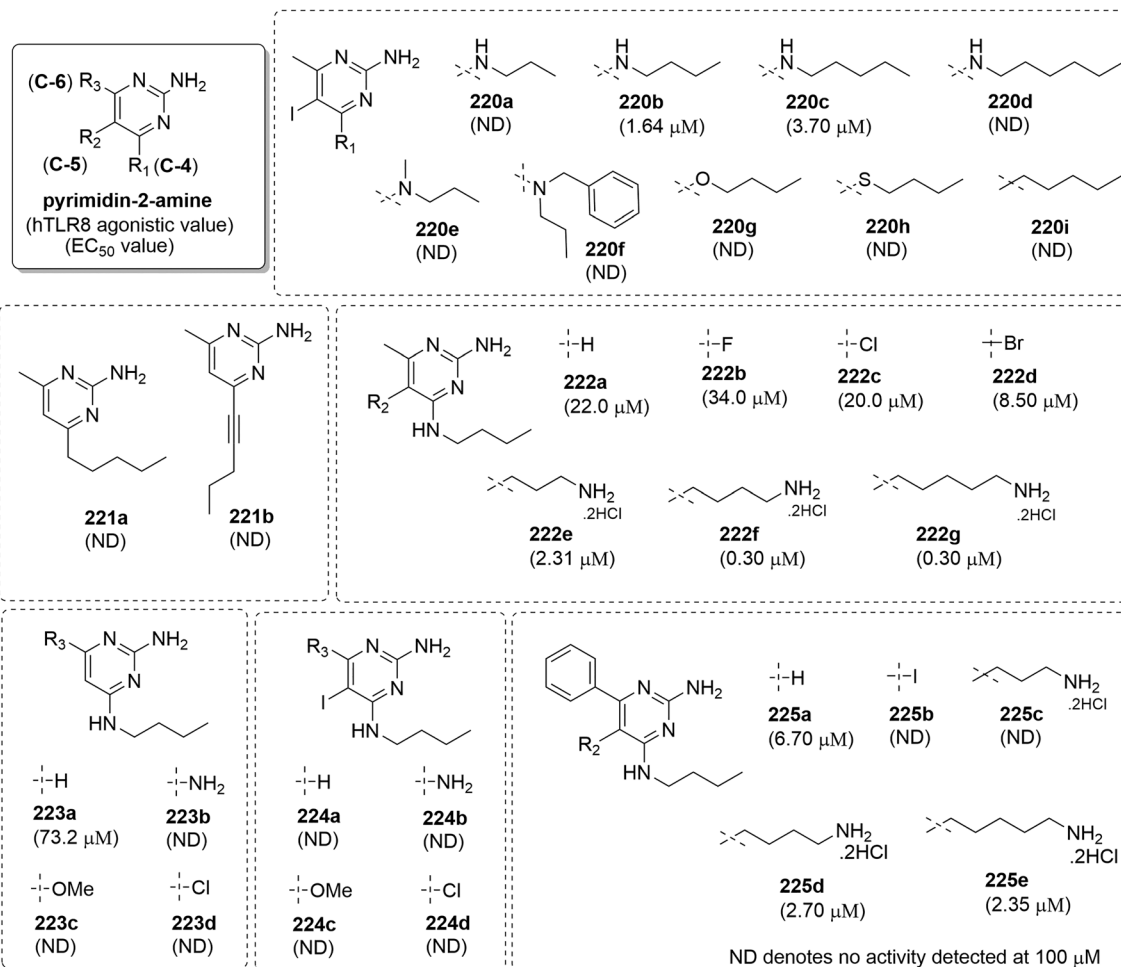 (C-6) R3 N NH2
N
R2
(C-5) R1 (C-4)
pyrimidin-2-amine
(hTLR8 agonistic value)
(EC50 value)
N NH2
N
I
R1
H
N
220a
(ND)
H
N
220b
(1.64 µM)
H
N
220c
(3.70 µM)
H
N
220d
(ND)
N
220e
(ND)
N
220f
(ND)
O
220g
(ND)
S
220h
(ND)
220i
(ND)
N NH2
N
221a
(ND)
N NH2
N
221b
(ND)
N NH2
N
R2
HN
H
222a
(22.0 µM)
F
222b
(34.0 µM)
Cl
222c
(20.0 µM)
Br
222d
(8.50 µM)
NH2
.2HCl
222e
(2.31 µM)
NH2
.2HCl
222f
(0.30 µM)
NH2
.2HCl
222g
(0.30 µM)
R3 N NH2
N
HN
H
223a
(73.2 µM)
NH2
223b
(ND)
OMe
223c
(ND)
Cl
223d
(ND)
R3 N NH2
N
I
HN
H
224a
(ND)
NH2
224b
(ND)
OMe
224c
(ND)
Cl
224d
(ND)
N NH2
N
R2
HN
H
225a
(6.70 µM)
I
225b
(ND)
NH2
.2HCl
225c
(ND)
NH2
.2HCl
225d
(2.70 µM)
NH2
.2HCl
225e
(2.35 µM)
ND denotes no activity detected at 100 µM